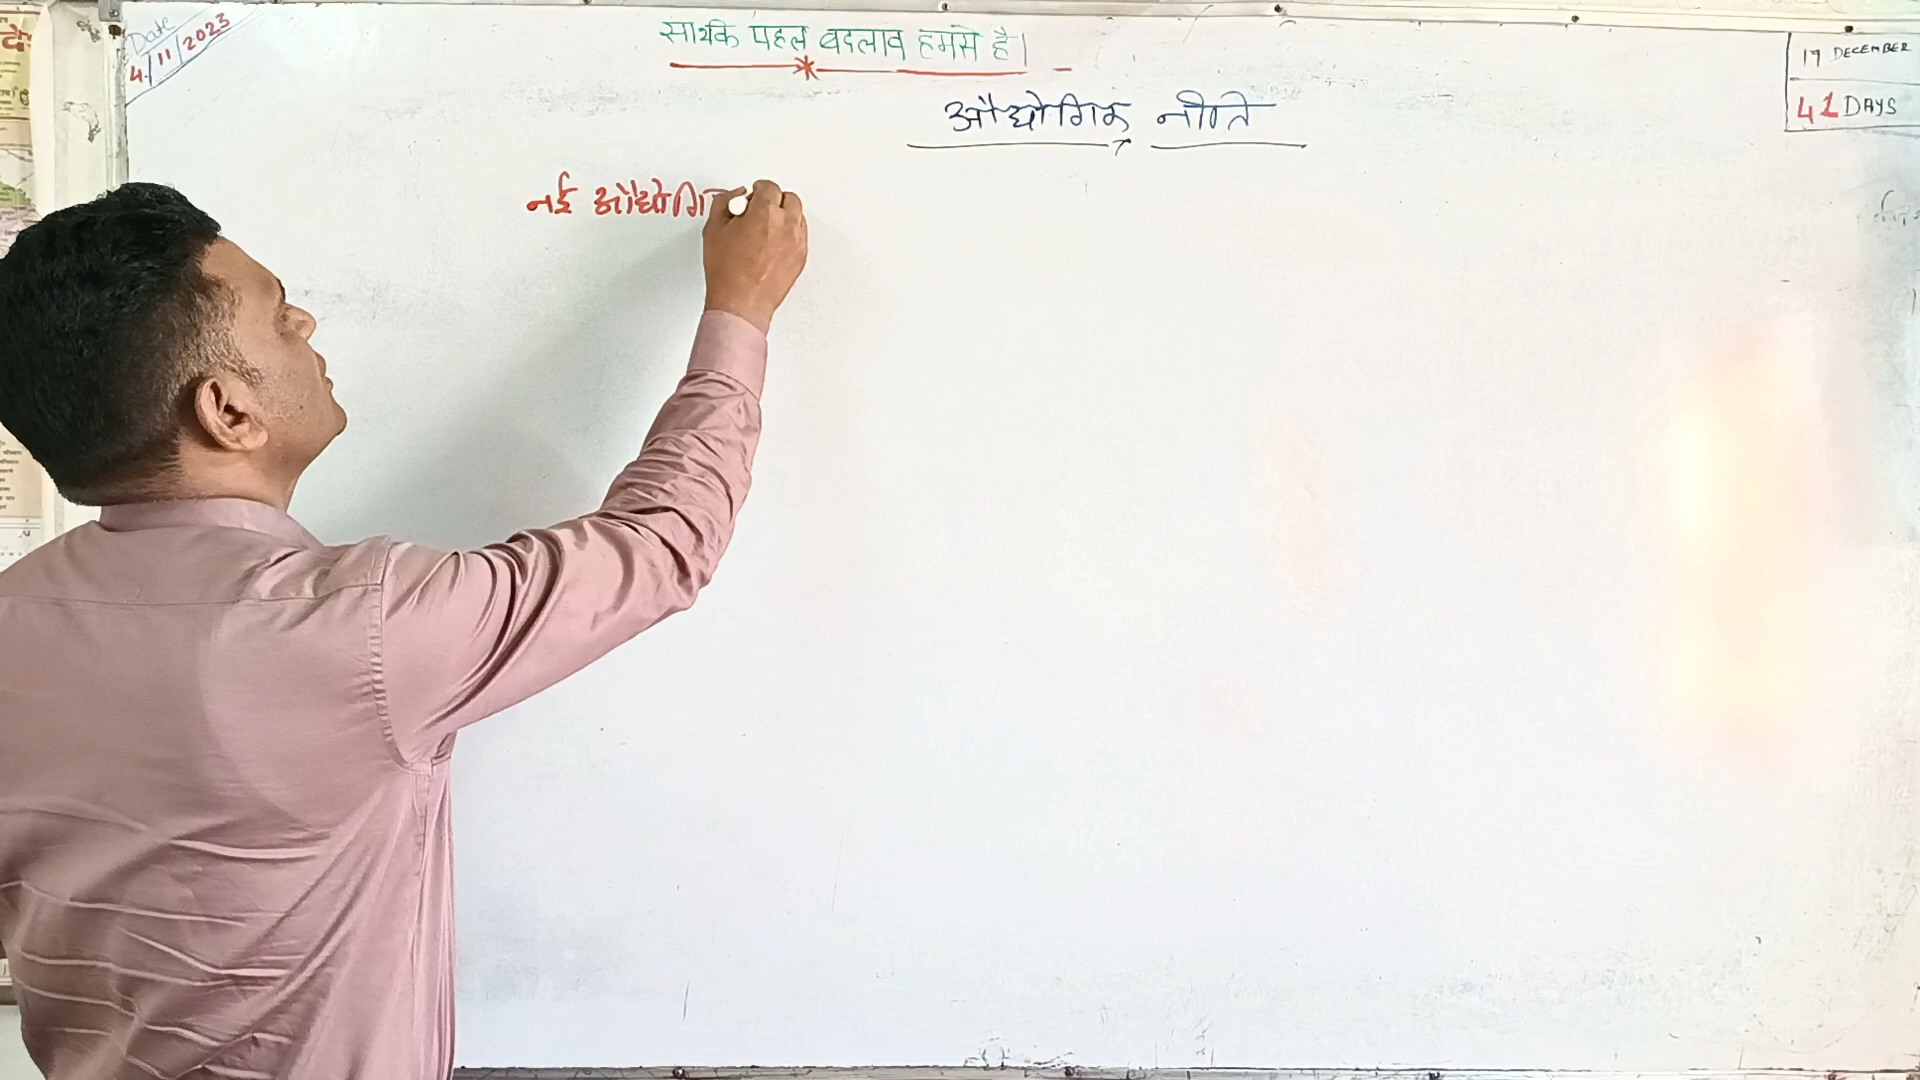 Date
4/11/2023
सार्थक पहल बदलाव हमसे है।
17 DECEMBER
41 DAYS
औद्योगिक नीति
नई औद्योगि